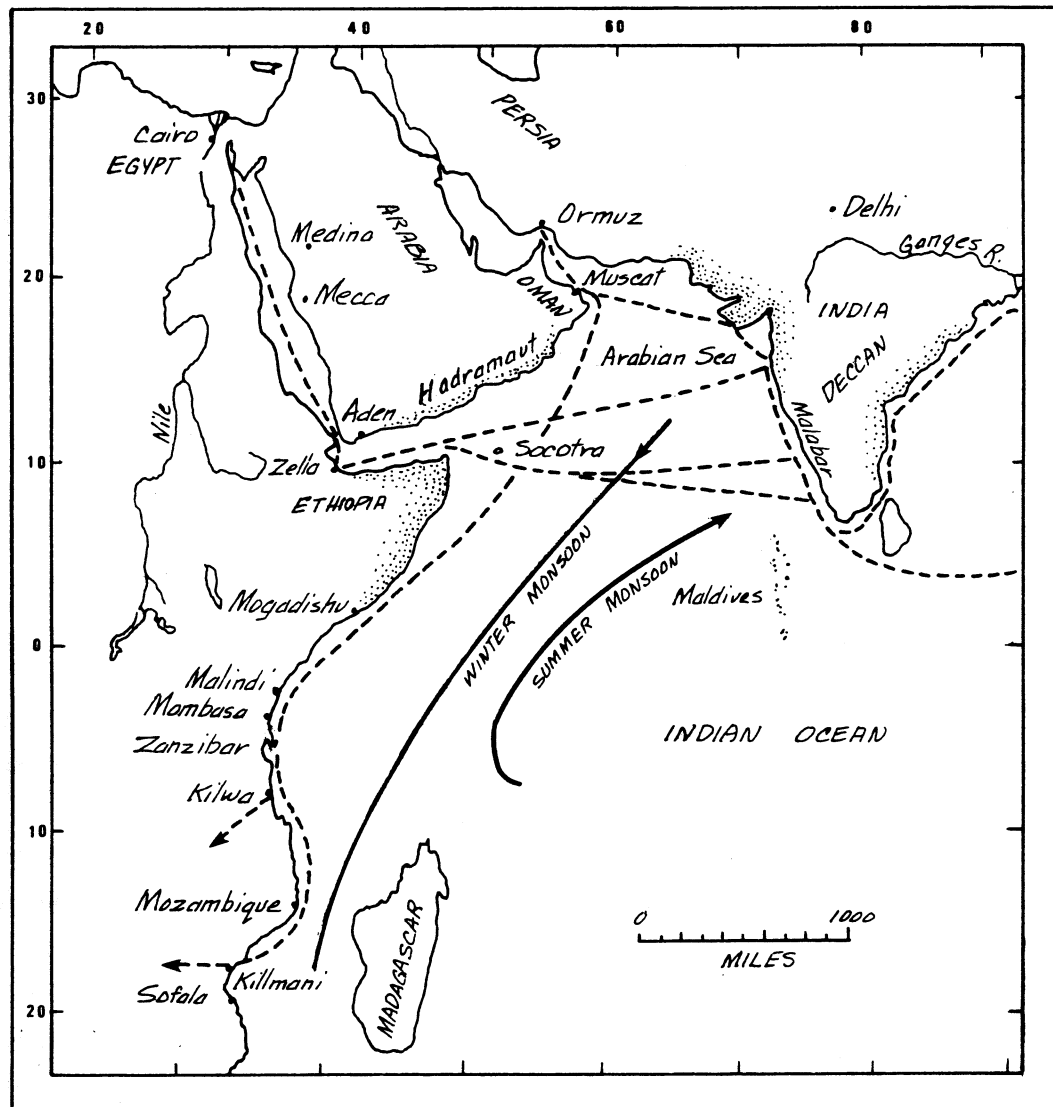 20 40 60 80
30
Cairo
EGYPT
PERSIA
ARABIA
Medina
Mecca
Ormuz
Delhi
Ganges R.
20
OMAN
Muscat
INDIA
DECCAN
Arabian Sea
Hadramaut
Nile
Aden
Malabar
Socotra
Zelia
10
ETHIOPIA
WINTER MONSOON
SUMMER MONSOON
Maldives
Mogadishu
0
Malindi
Mombasa
Zanzibar
INDIAN OCEAN
Kilwa
10
Mozambique
MADAGASCAR
0 1000
MILES
Killmani
Sofala
20